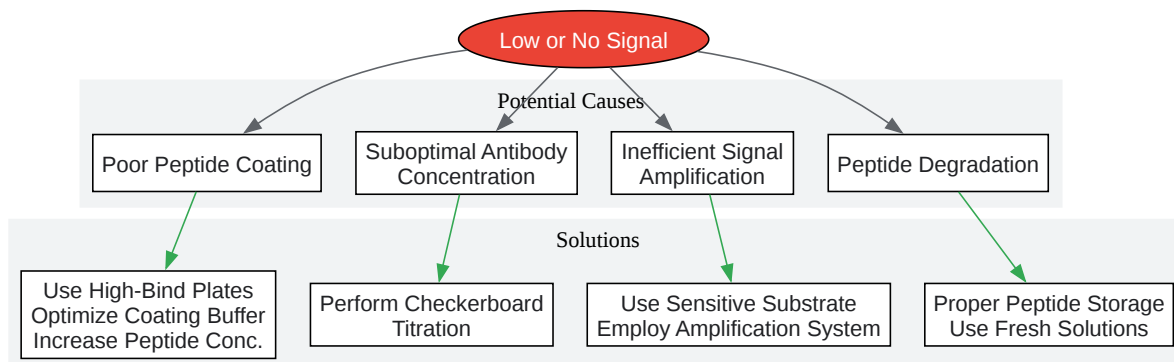 Low or No Signal
Potential Causes
Poor Peptide Coating
Suboptimal Antibody
Concentration
Inefficient Signal
Amplification
Peptide Degradation
Solutions
Use High-Bind Plates
Optimize Coating Buffer
Increase Peptide Conc.
Perform Checkerboard
Titration
Use Sensitive Substrate
Employ Amplification System
Proper Peptide Storage
Use Fresh Solutions